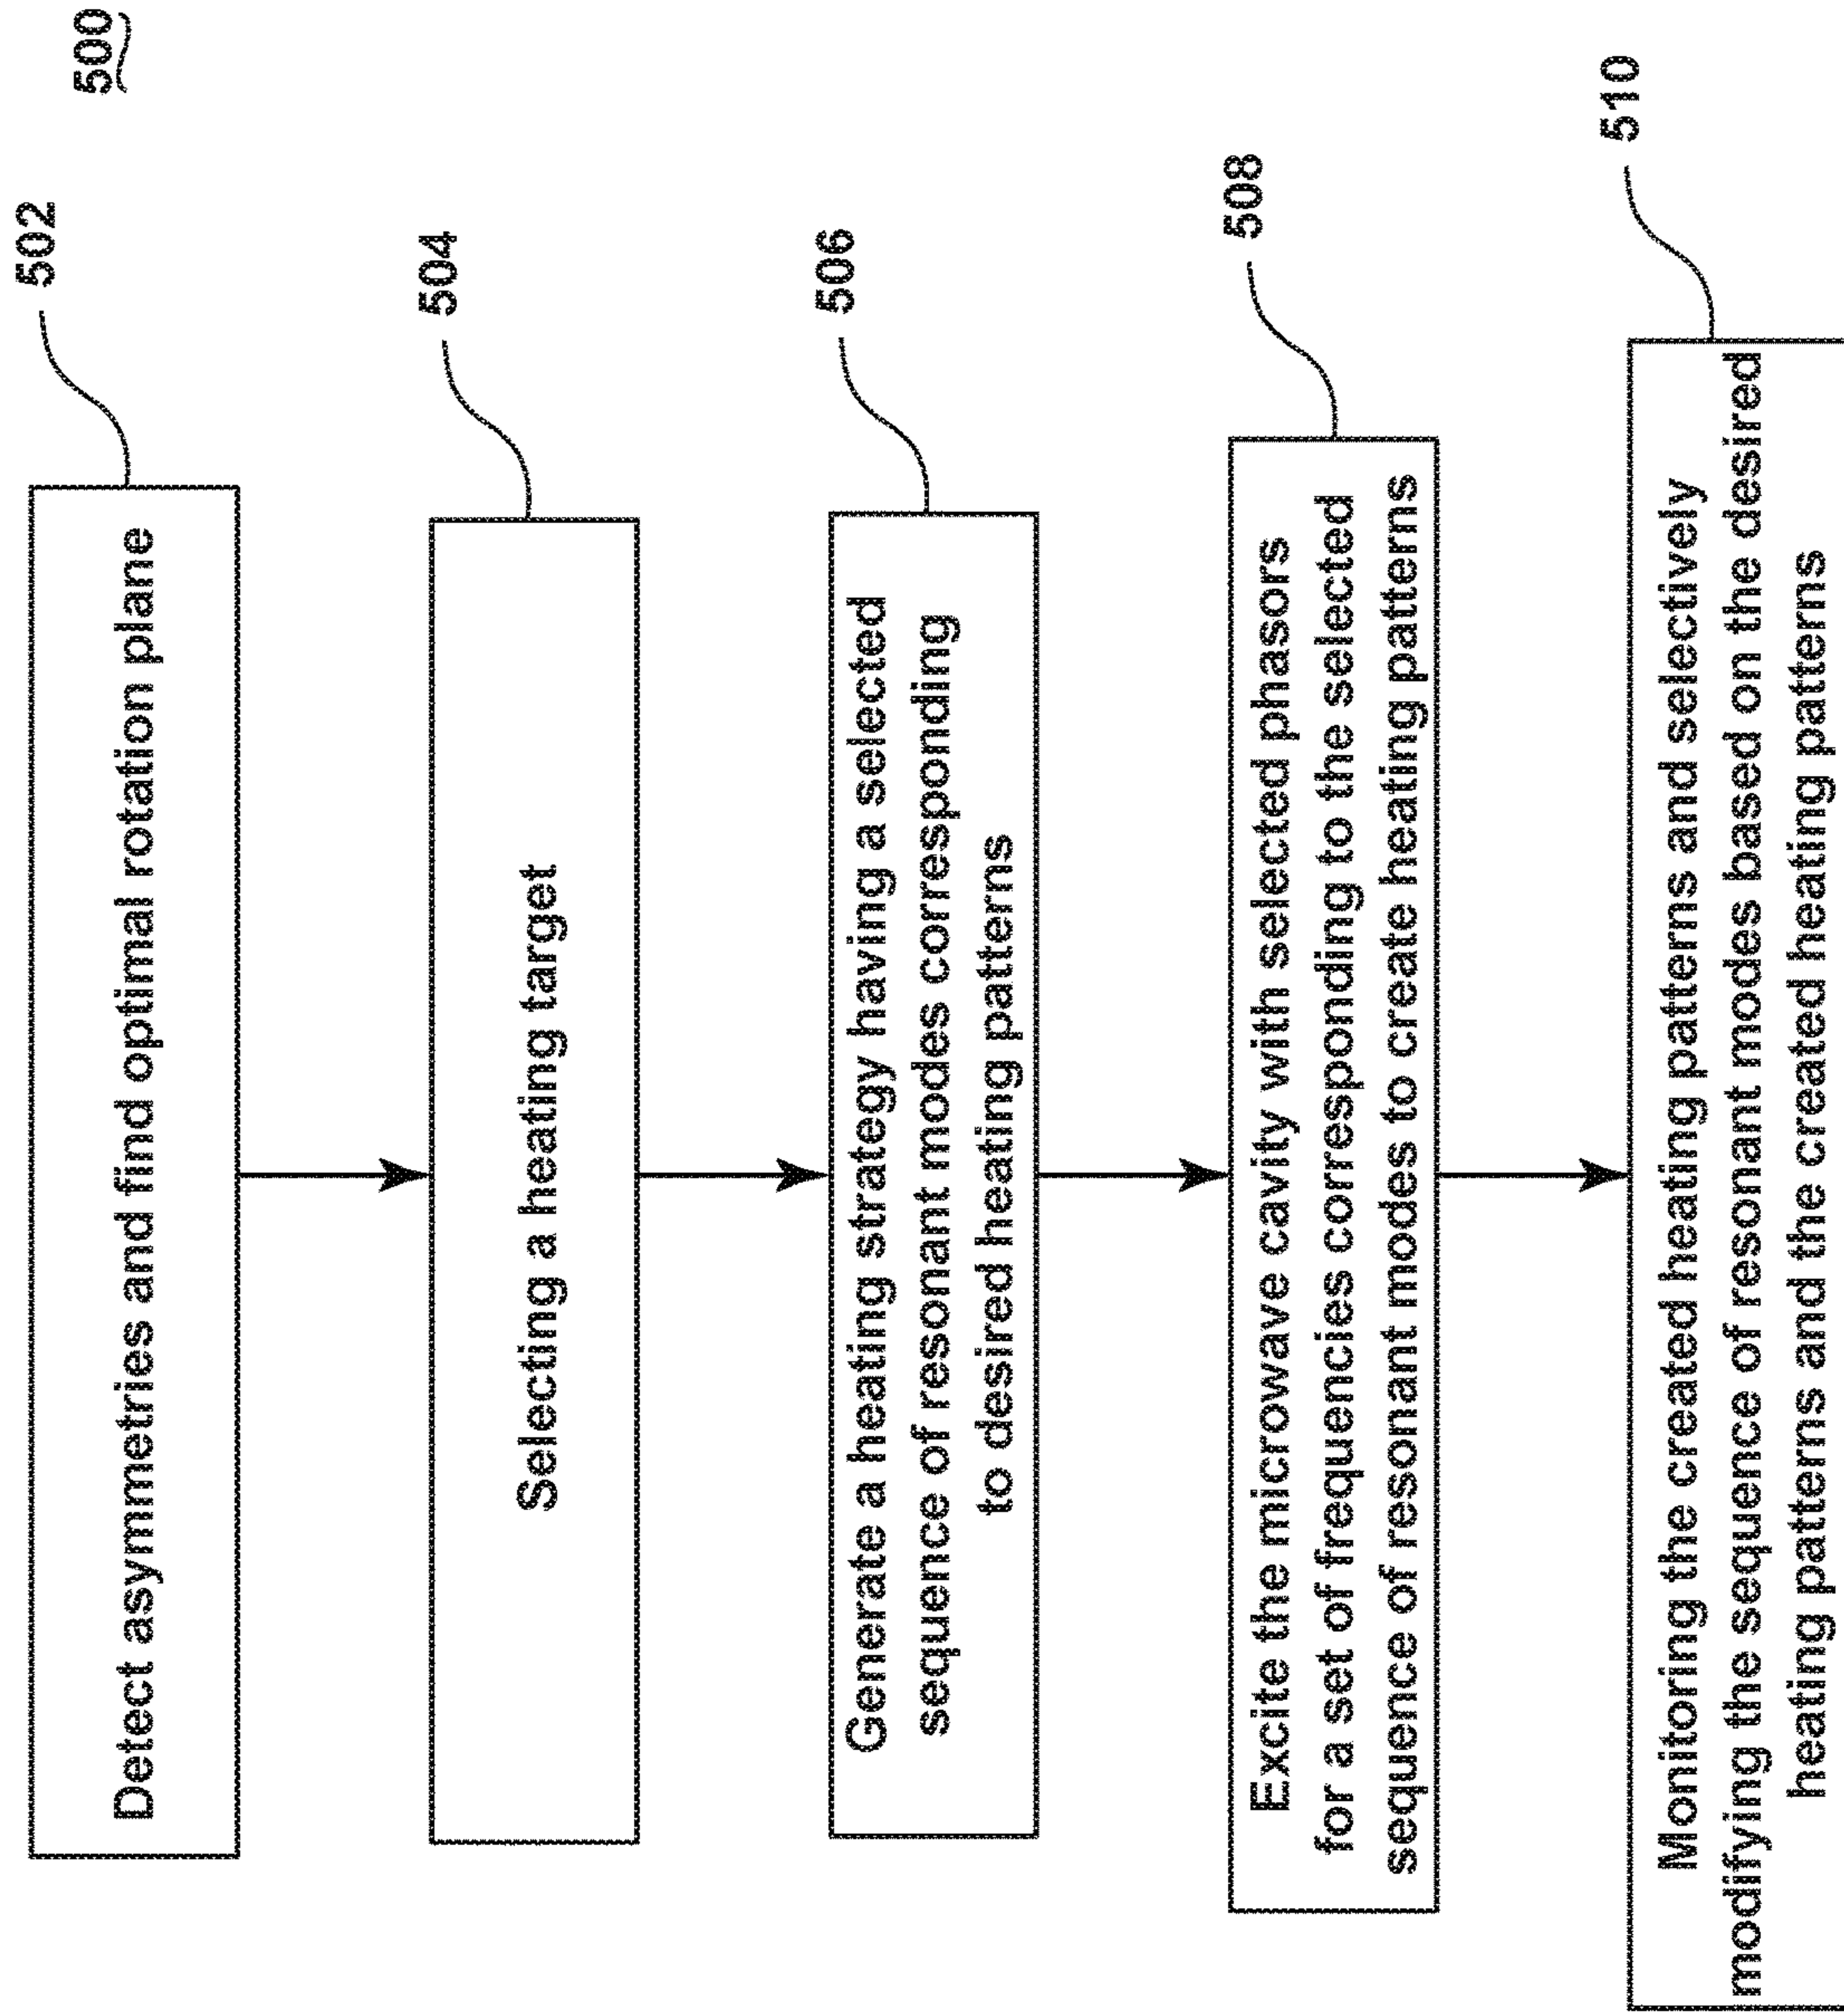 500
502
Detect asymmetries and find optimal rotation plane
504
Selecting a heating target
506
Generate a heating strategy having a selected
sequence of resonant modes corresponding
to desired heating patterns
508
Excite the microwave cavity with selected phasors
for a set of frequencies corresponding to the selected
sequence of resonant modes to create heating patterns
510
Monitoring the created heating patterns and selectively
modifying the sequence of resonant modes based on the desired
heating patterns and the created heating patterns